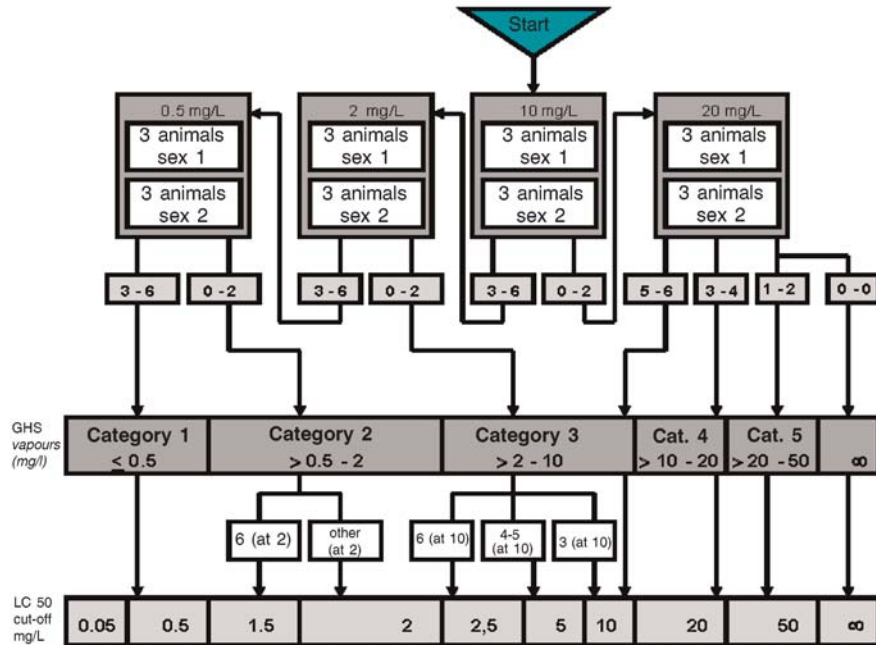 Start
0.5 mg/L
2 mg/L
10 mg/L
20 mg/L
3 animals
sex 1
3 animals
sex 1
3 animals
sex 1
3 animals
sex 1
3 animals
sex 2
3 animals
sex 2
3 animals
sex 2
3 animals
sex 2
3 - 6
0 - 2
3 - 6
0 - 2
3 - 6
0 - 2
5 - 6
3 - 4
1 - 2
0 - 0
GHS
vapours
(mg/l)
Category 1
≤ 0.5
Category 2
> 0.5 - 2
Category 3
> 2 - 10
Cat. 4
> 10 - 20
Cat. 5
> 20 - 50
∞
6 (at 2)
other
(at 2)
6 (at 10)
4-5
(at 10)
3 (at 10)
LC 50
cut-off
mg/L
0.05
0.5
1.5
2
2,5
5
10
20
50
∞